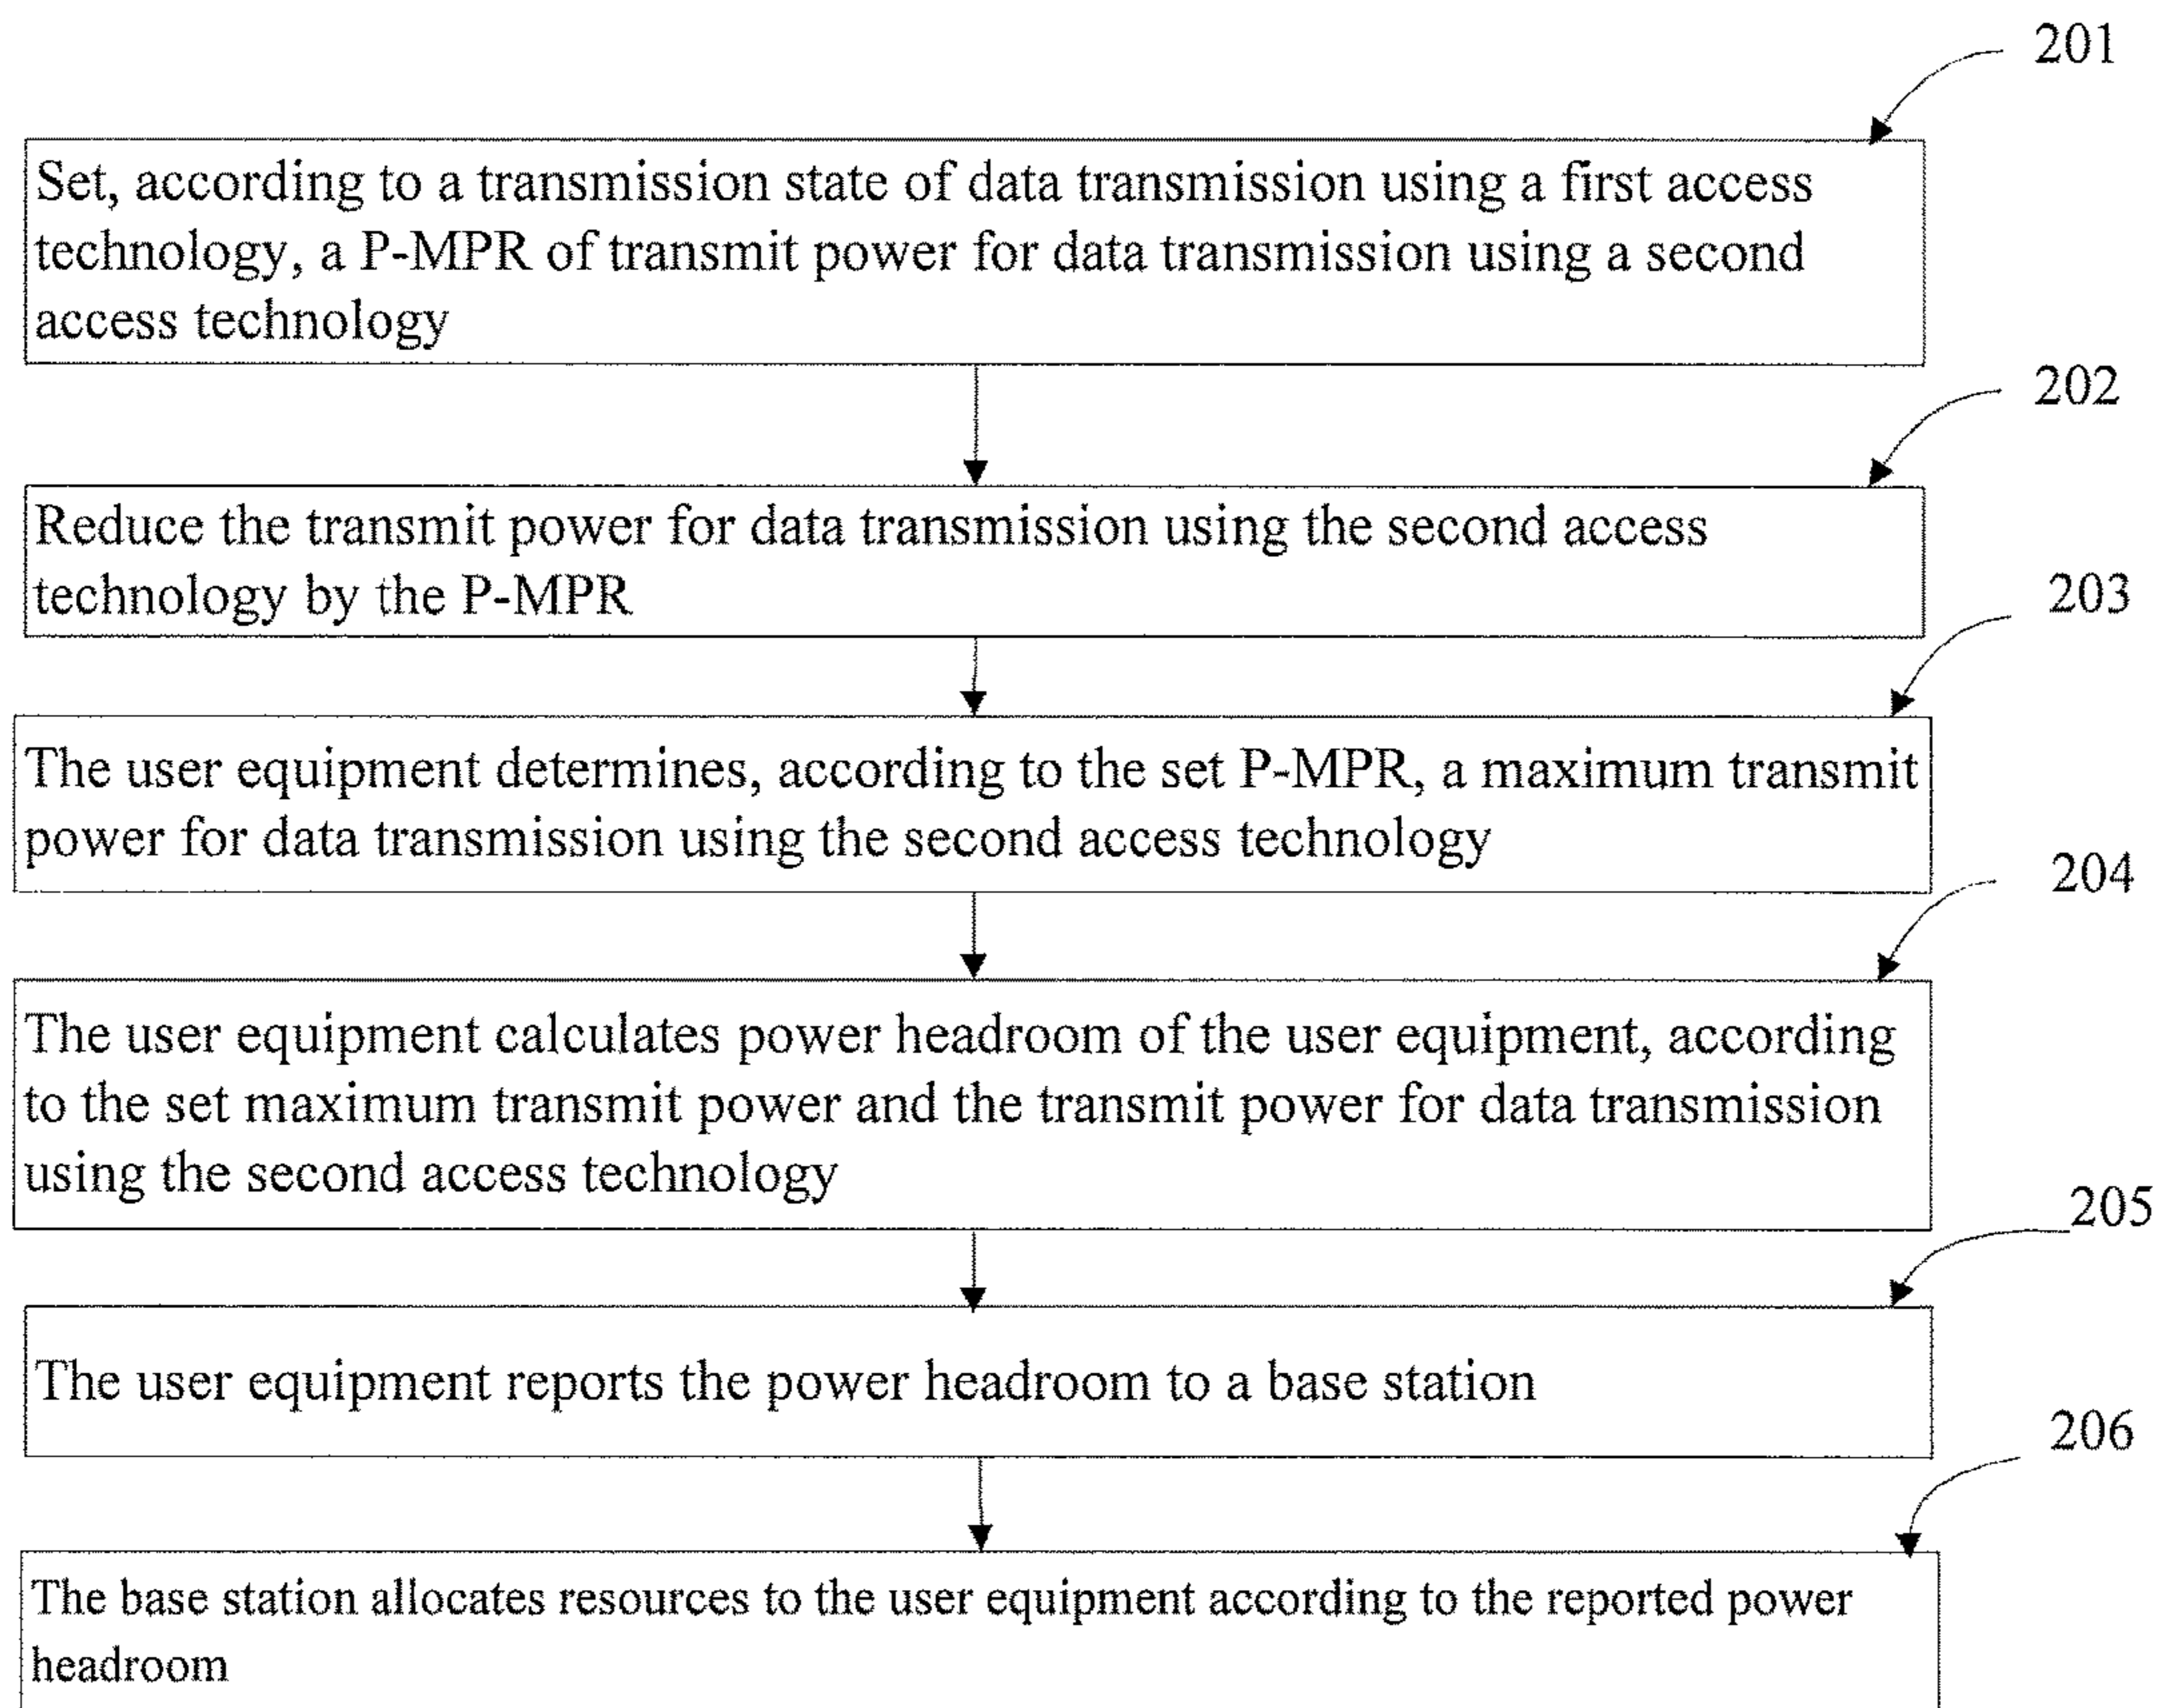 201
Set, according to a transmission state of data transmission using a first access
technology, a P-MPR of transmit power for data transmission using a second
access technology
202
Reduce the transmit power for data transmission using the second access
technology by the P-MPR
203
The user equipment determines, according to the set P-MPR, a maximum transmit
power for data transmission using the second access technology
204
The user equipment calculates power headroom of the user equipment, according
to the set maximum transmit power and the transmit power for data transmission
using the second access technology
205
The user equipment reports the power headroom to a base station
206
The base station allocates resources to the user equipment according to the reported power
headroom